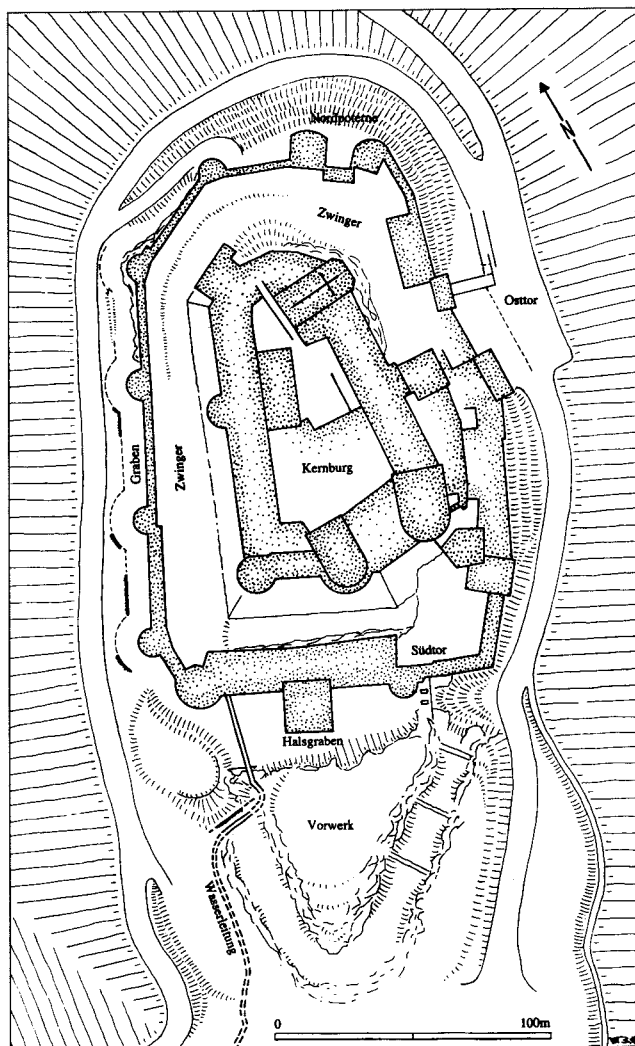 Nordpoterne
N
Zwinger
Osttor
Graben
Zwinger
Kernburg
Südtor
Halsgraben
Vorwerk
Wasserleitung
0 100m